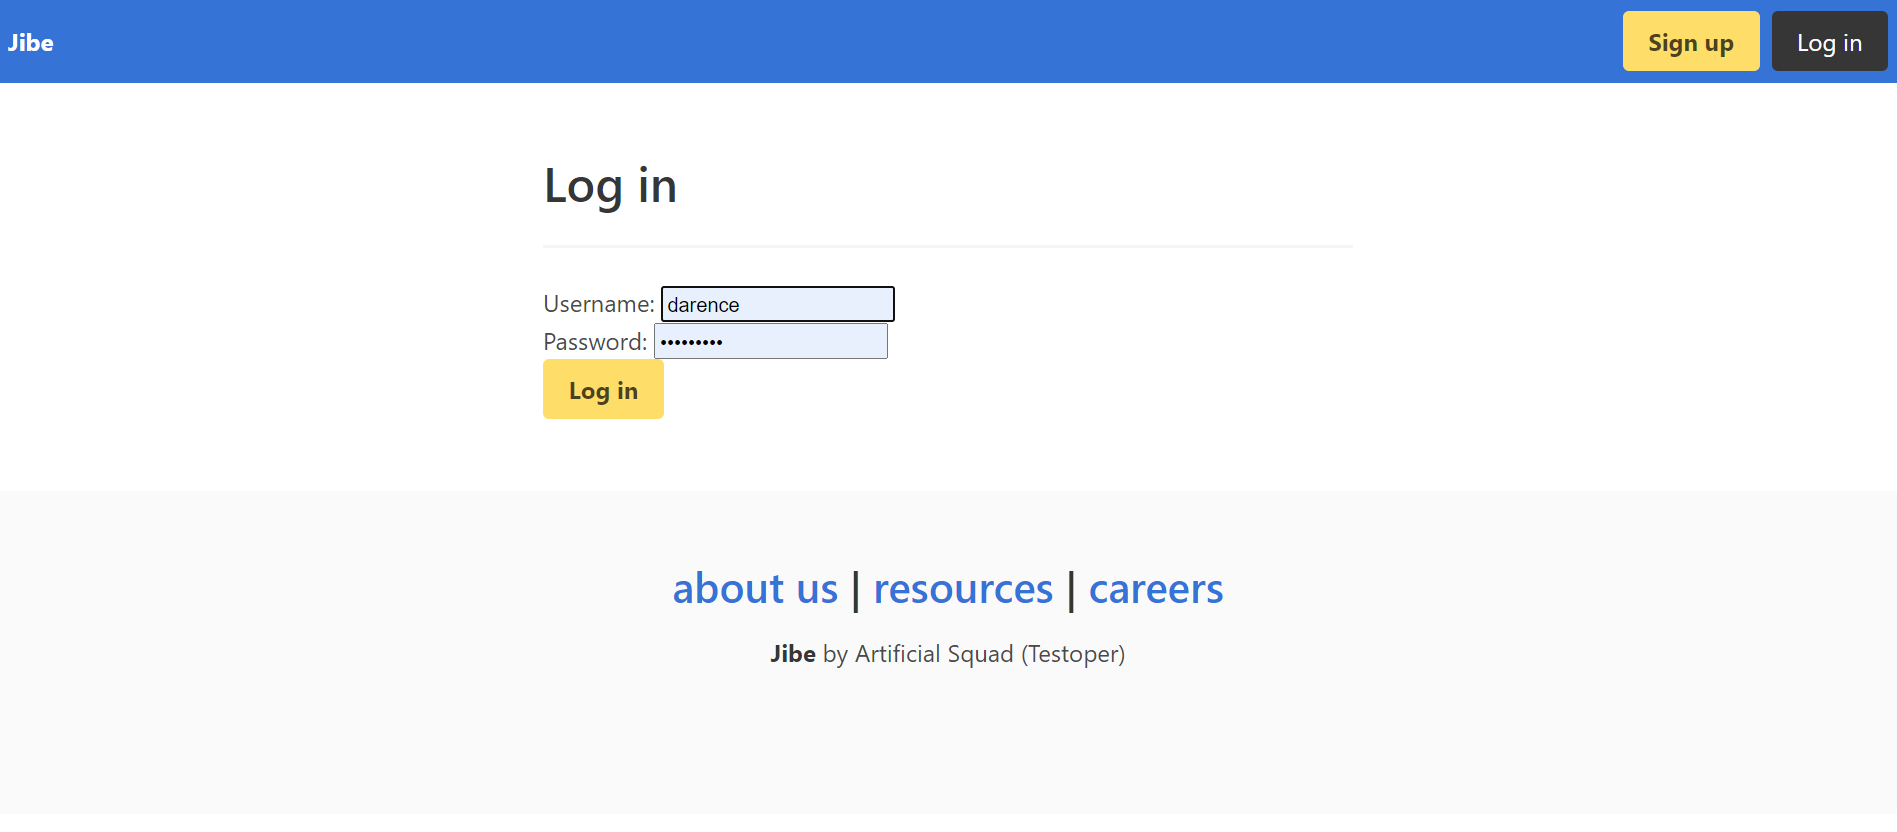 Jibe
Sign up
Log in
Log in
Username: darence
Password: •••••••••
Log in
about us | resources | careers
Jibe by Artificial Squad (Testoper)